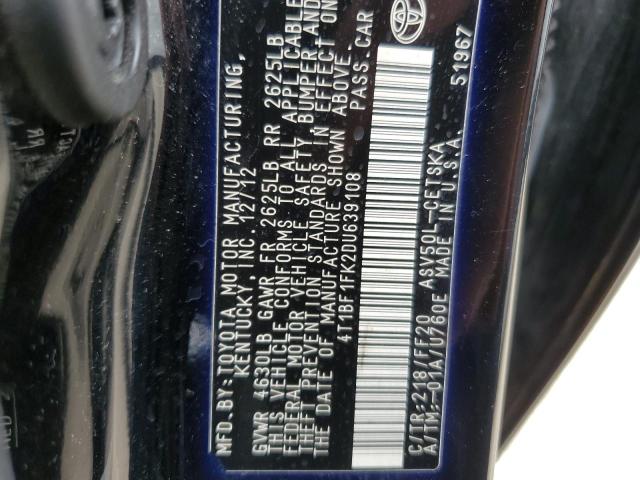 MFD.BY:TOYOTA MOTOR MANUFACTURING,
KENTUCKY INC. 12/12
GVWR 4630LB GAWR FR 2625LB RR 2625LB
THIS VEHICLE CONFORMS TO ALL APPLICABLE
FEDERAL MOTOR VEHICLE SAFETY,BUMPER AND
THEFT PREVENTION STANDARDS IN EFFECT ON
THE DATE OF MANUFACTURE SHOWN ABOVE.
4T1BF1FK2DU639108 PASS.CAR
C/TR:218/FF20 ASV50L-CETSKA
A/TM:-01A/U760E MADE IN U.S.A. 51967